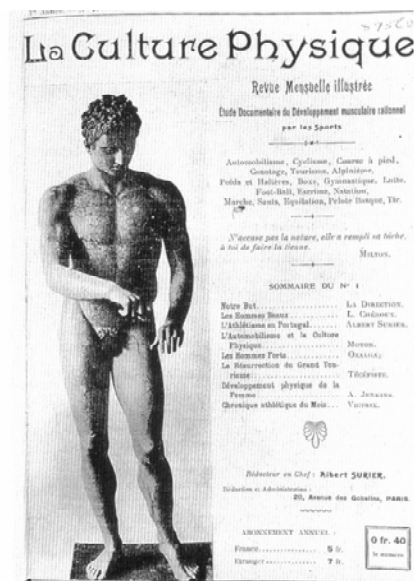 1re Année
La Culture Physique
Revue Mensuelle illustrée
Étude Documentaire du Développement musculaire rationnel
par les Sports
Automobilisme, Cyclisme, Course à pied,
Canotage, Tourisme, Alpinisme,
Poids et Haltères, Boxe, Gymnastique, Lutte,
Foot-Ball, Escrime, Natation,
Marche, Sauts, Equitation, Pelote Basque, Tir.
N'accuse pas la nature, elle a rempli sa tâche,
à toi de faire la tienne.
MILTON.
SOMMAIRE DU N° 1
Notre But LA DIRECTION.
Les Hommes Beaux L.
L'Athlétisme en Portugal ALBERT SURIER.
L'Automobilisme et la Culture
Physique MOTOR.
Les Hommes Forts
La Résurrection du Grand Tourisme
Développement physique de la
Femme A. JENKINS.
Chronique athlétique du Mois
Rédacteur en Chef : Albert SURIER.
Rédaction et Administration :
20, Avenue des Gobelins, PARIS.
ABONNEMENT ANNUEL :
France 5 fr.
Etranger 7 fr.
0 fr. 40
le numéro